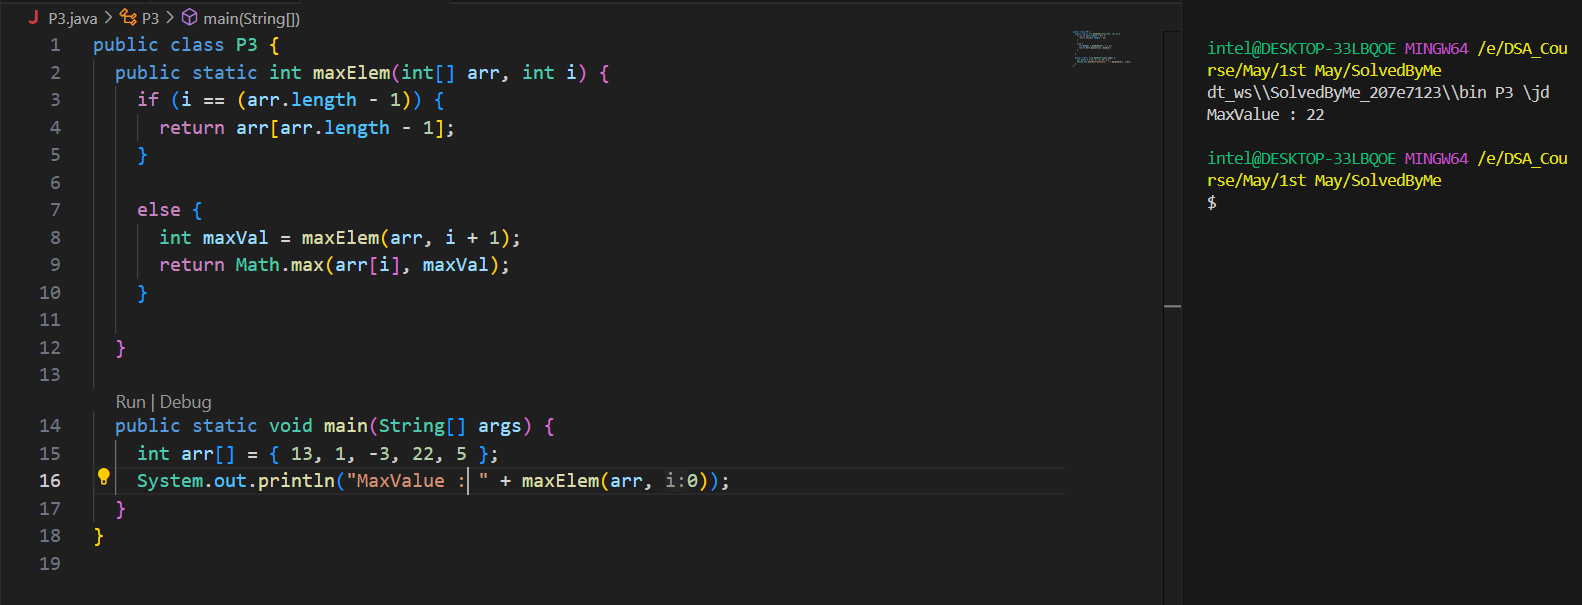 J P3.java > P3 > main(String[])
1 public class P3 {
2 public static int maxElem(int[] arr, int i) {
3 if (i == (arr.length - 1)) {
4 return arr[arr.length - 1];
5 }
6
7 else {
8 int maxVal = maxElem(arr, i + 1);
9 return Math.max(arr[i], maxVal);
10 }
11
12 }
13
Run | Debug
14 public static void main(String[] args) {
15 int arr[] = { 13, 1, -3, 22, 5 };
16 System.out.println("MaxValue : " + maxElem(arr, i:0));
17 }
18 }
19
intel@DESKTOP-33LBQOE MINGW64 /e/DSA_Cou
rse/May/1st May/SolvedByMe
dt_ws\\SolvedByMe_207e7123\\bin P3 \jd
MaxValue : 22
intel@DESKTOP-33LBQOE MINGW64 /e/DSA_Cou
rse/May/1st May/SolvedByMe
$